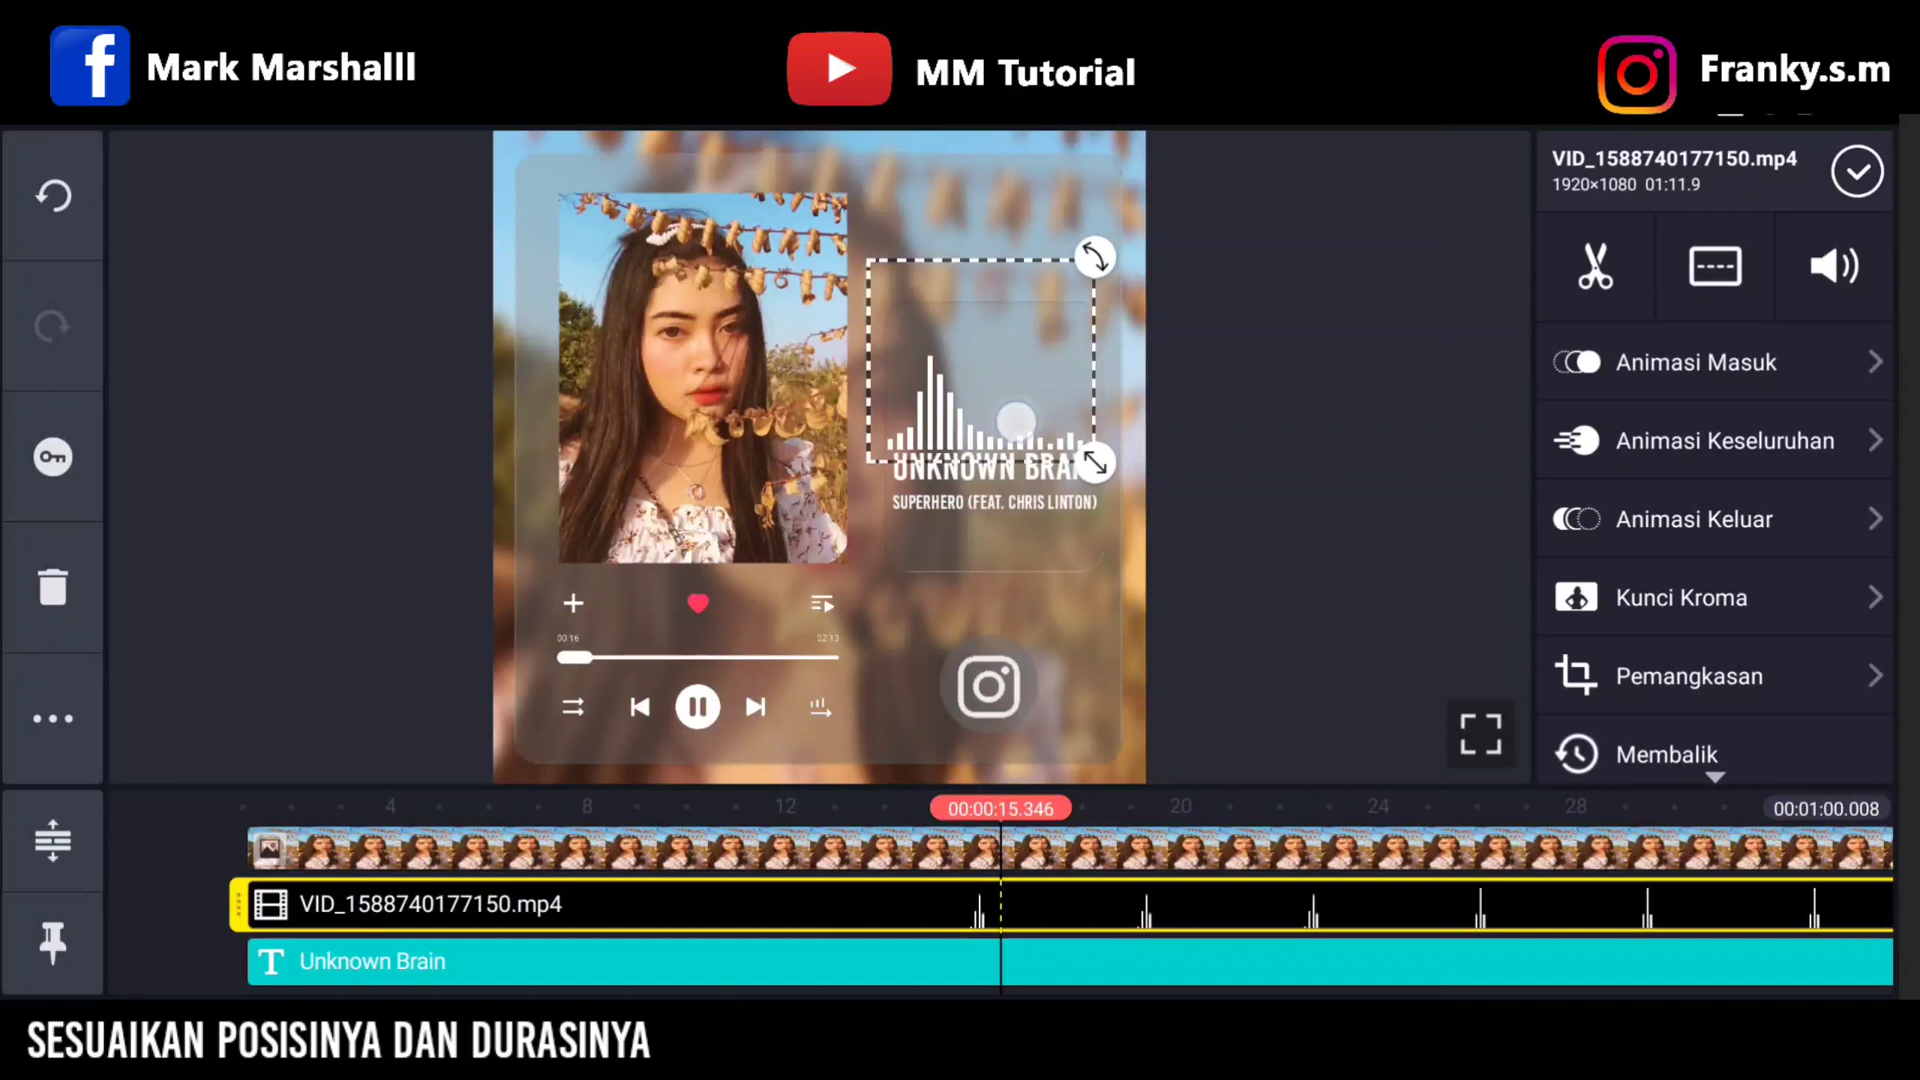 Mark Marshalll
MM Tutorial
Franky.s.m
VID_1588740177150.mp4
1920×1080 01:11.9
Animasi Masuk
Animasi Keseluruhan
Animasi Keluar
Kunci Kroma
Pemangkasan
Membalik
UNKNOWN BRA
SUPERHERO (FEAT. CHRIS LINTON)
00:16
02:13
4
8
12
00:00:15.346
20
24
28
00:01:00.008
VID_1588740177150.mp4
Unknown Brain
SESUAIKAN POSISINYA DAN DURASINYA